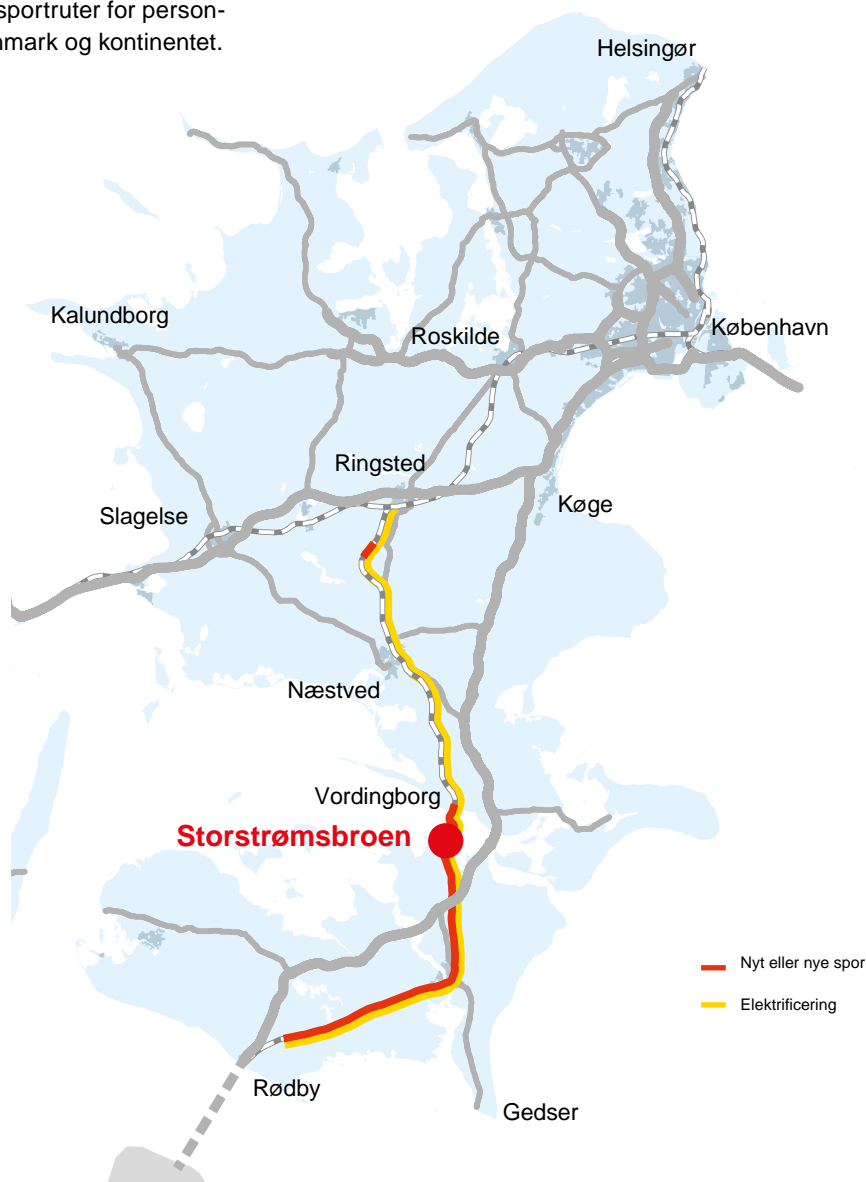 sportruter for person-
nmark og kontinentet.
Helsingør
Kalundborg
Roskilde
København
Ringsted
Slagelse
Køge
Næstved
Vordingborg
Storstrømsbroen
Nyt eller nye spor
Elektrificering
Rødby
Gedser